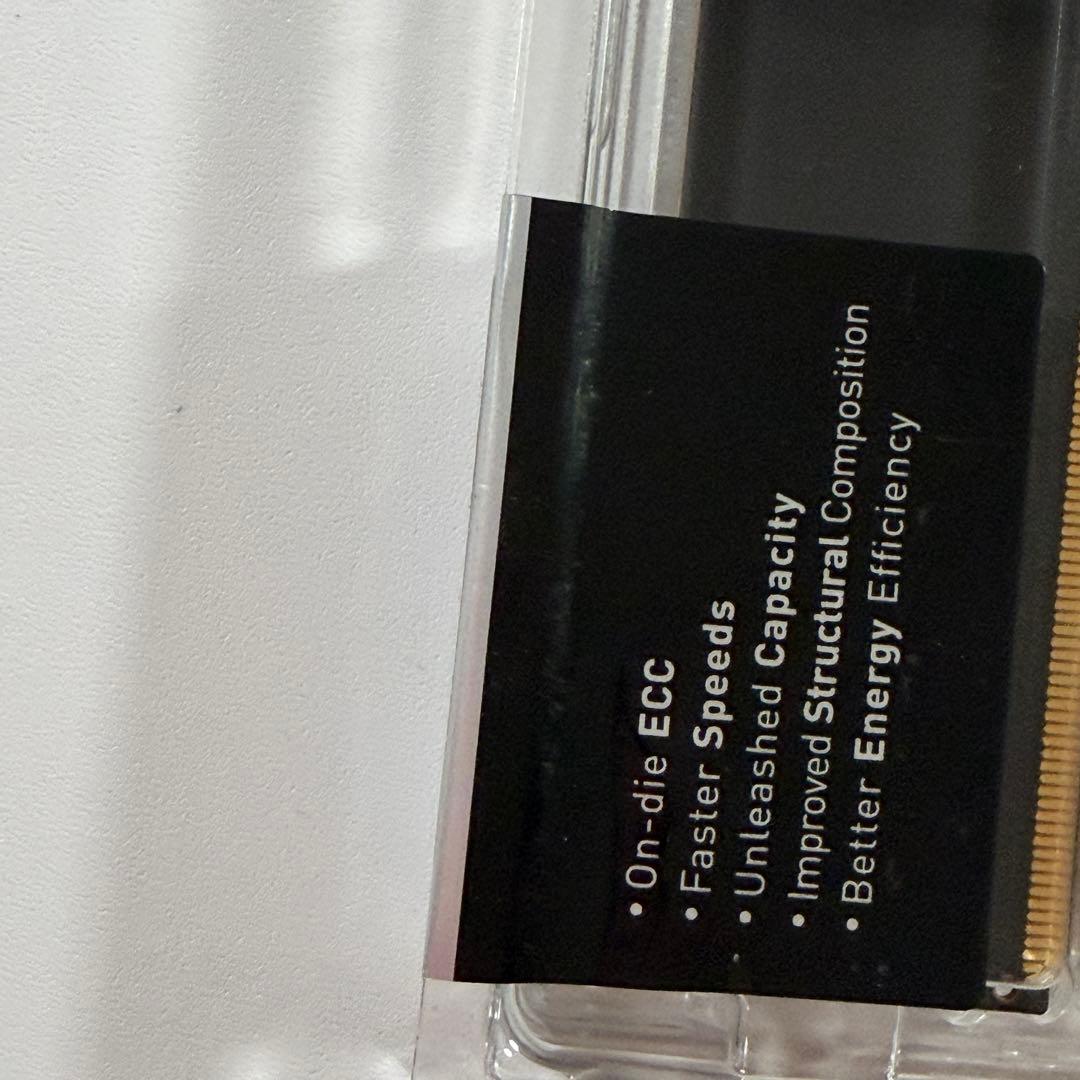 • On-die ECC
• Faster Speeds
• Unleashed Capacity
• Improved Structural Composition
• Better Energy Efficiency